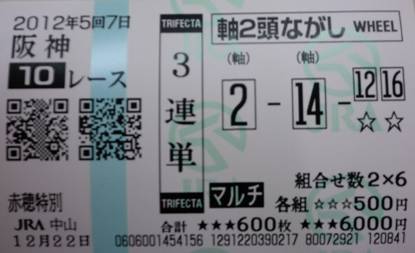 2012年5回7日
阪神
10レース
赤穂特別
JRA 中山
12月22日
TRIFECTA
3連単
TRIFECTA
軸2頭ながし WHEEL
(軸) (軸)
2 - 14 - 12 16
☆ ☆
マルチ 組合せ数2×6
各組 ☆☆☆500円
合計 ★★★600枚 ★★★6,000円
0606001454156 1291220390217 80072921 120841